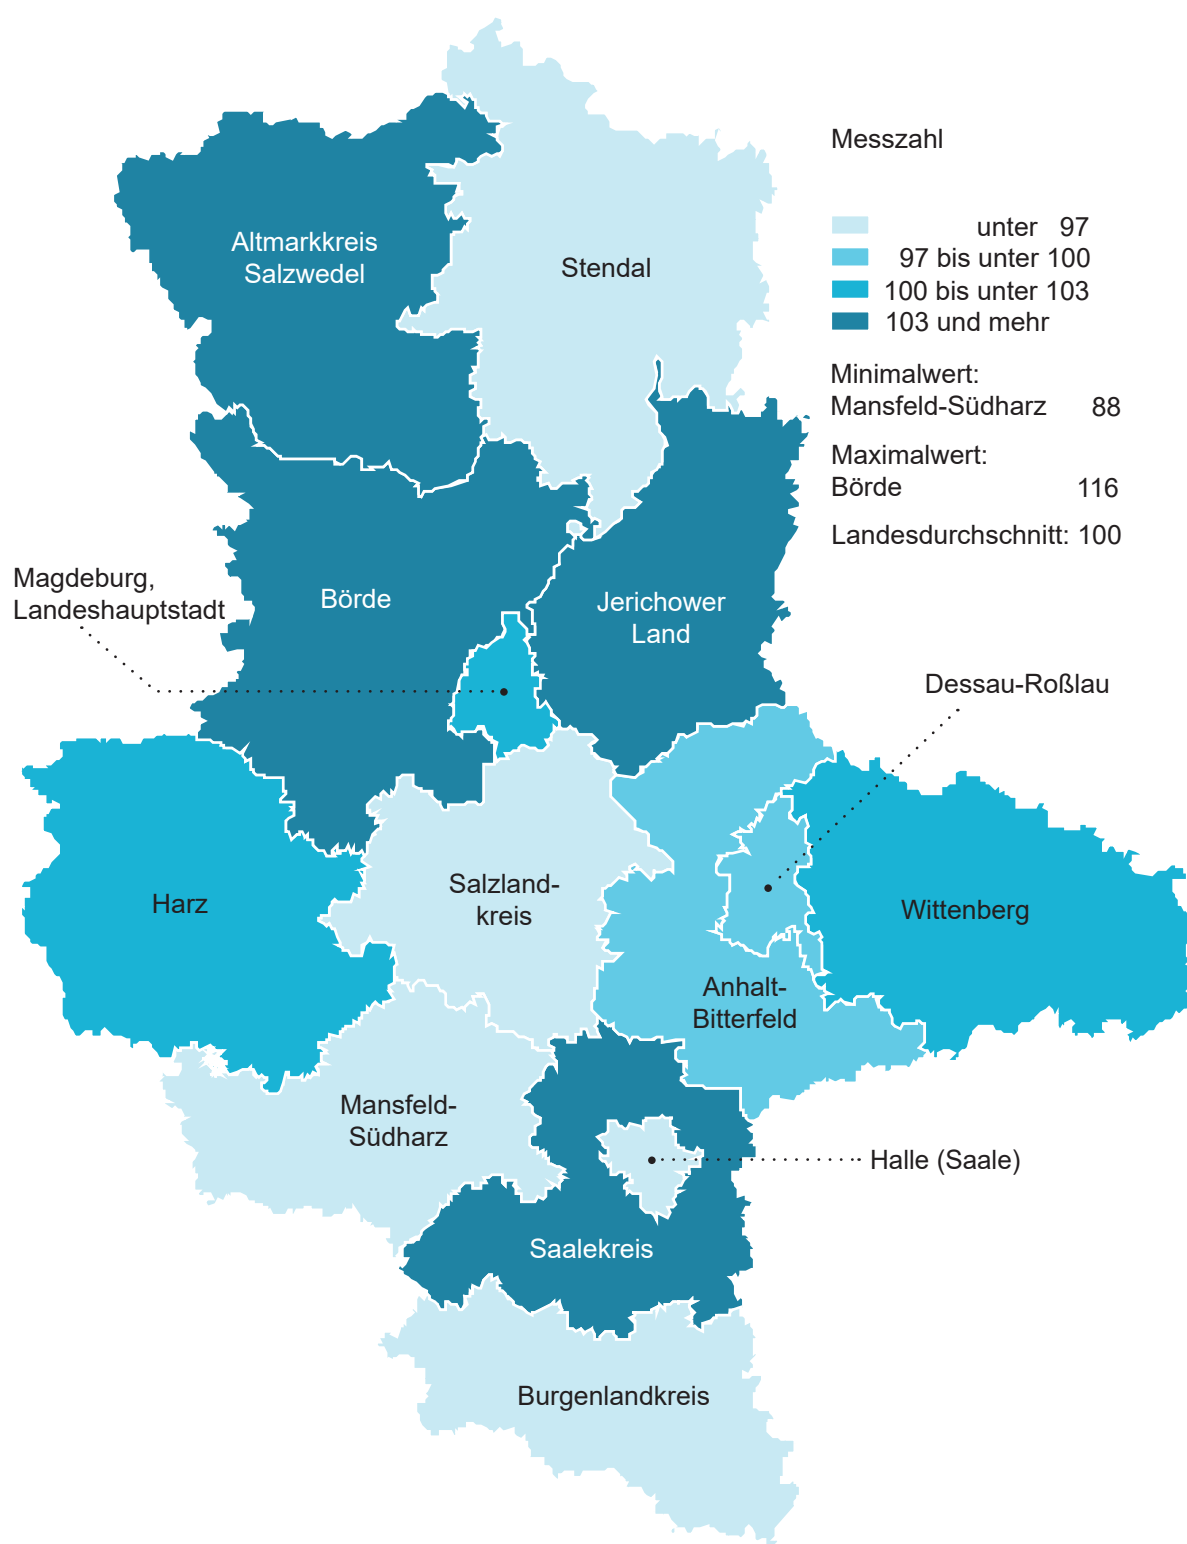 Messzahl
unter 97
97 bis unter 100
100 bis unter 103
103 und mehr
Minimalwert:
Mansfeld-Südharz 88
Maximalwert:
Börde 116
Landesdurchschnitt: 100
Altmarkkreis
Salzwedel
Stendal
Magdeburg,
Landeshauptstadt
Börde
Jerichower
Land
Dessau-Roßlau
Harz
Salzland-
kreis
Wittenberg
Anhalt-
Bitterfeld
Mansfeld-
Südharz
Halle (Saale)
Saalekreis
Burgenlandkreis